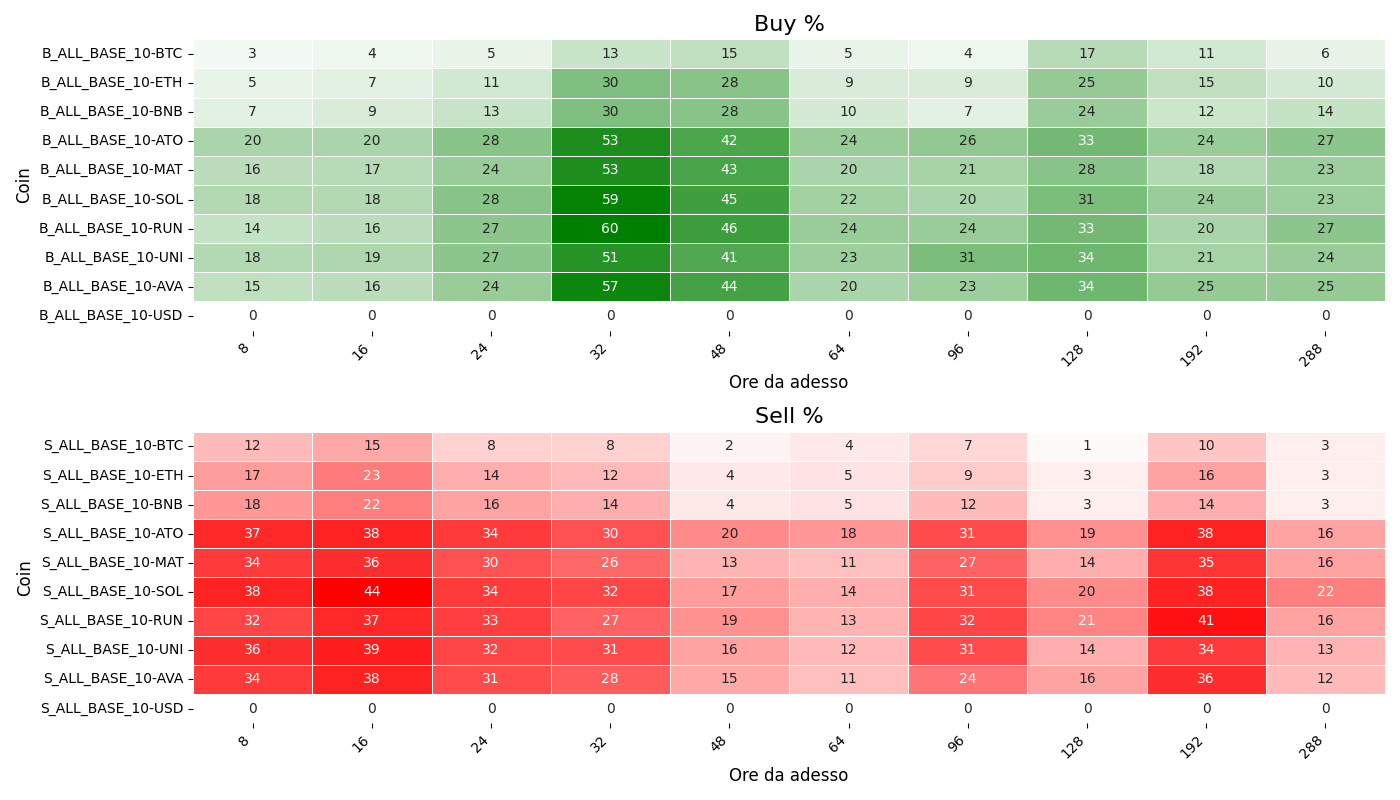 Buy %
Coin
B_ALL_BASE_10-BTC 3 4 5 13 15 5 4 17 11 6
B_ALL_BASE_10-ETH 5 7 11 30 28 9 9 25 15 10
B_ALL_BASE_10-BNB 7 9 13 30 28 10 7 24 12 14
B_ALL_BASE_10-ATO 20 20 28 53 42 24 26 33 24 27
B_ALL_BASE_10-MAT 16 17 24 53 43 20 21 28 18 23
B_ALL_BASE_10-SOL 18 18 28 59 45 22 20 31 24 23
B_ALL_BASE_10-RUN 14 16 27 60 46 24 24 33 20 27
B_ALL_BASE_10-UNI 18 19 27 51 41 23 31 34 21 24
B_ALL_BASE_10-AVA 15 16 24 57 44 20 23 34 25 25
B_ALL_BASE_10-USD 0 0 0 0 0 0 0 0 0 0
8 16 24 32 48 64 96 128 192 288
Ore da adesso
Sell %
Coin
S_ALL_BASE_10-BTC 12 15 8 8 2 4 7 1 10 3
S_ALL_BASE_10-ETH 17 23 14 12 4 5 9 3 16 3
S_ALL_BASE_10-BNB 18 22 16 14 4 5 12 3 14 3
S_ALL_BASE_10-ATO 37 38 34 30 20 18 31 19 38 16
S_ALL_BASE_10-MAT 34 36 30 26 13 11 27 14 35 16
S_ALL_BASE_10-SOL 38 44 34 32 17 14 31 20 38 22
S_ALL_BASE_10-RUN 32 37 33 27 19 13 32 21 41 16
S_ALL_BASE_10-UNI 36 39 32 31 16 12 31 14 34 13
S_ALL_BASE_10-AVA 34 38 31 28 15 11 24 16 36 12
S_ALL_BASE_10-USD 0 0 0 0 0 0 0 0 0 0
8 16 24 32 48 64 96 128 192 288
Ore da adesso